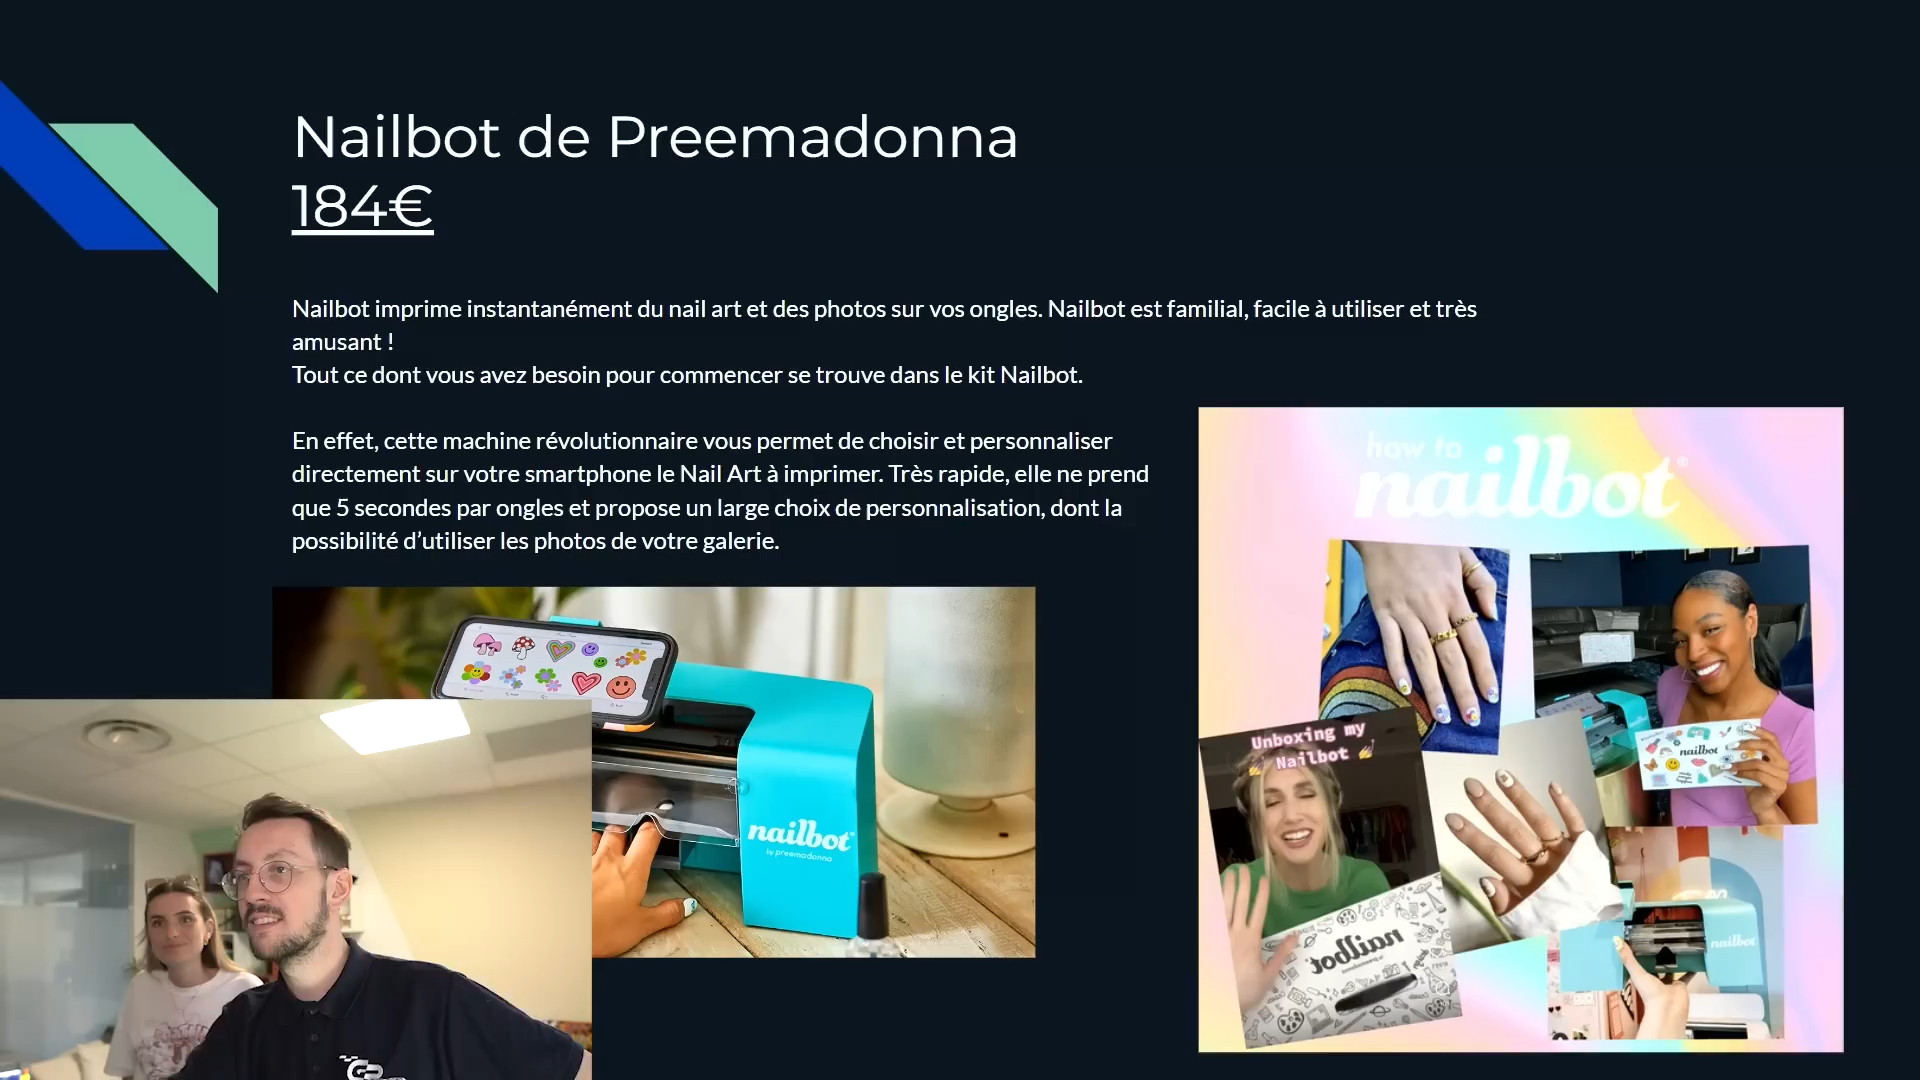 Nailbot de Preemadonna
184€
Nailbot imprime instantanément du nail art et des photos sur vos ongles. Nailbot est familial, facile à utiliser et très
amusant !
Tout ce dont vous avez besoin pour commencer se trouve dans le kit Nailbot.
En effet, cette machine révolutionnaire vous permet de choisir et personnaliser
directement sur votre smartphone le Nail Art à imprimer. Très rapide, elle ne prend
que 5 secondes par ongles et propose un large choix de personnalisation, dont la
possibilité d’utiliser les photos de votre galerie.
nailbot
by preemadonna
how to
nailbot®
Unboxing my
Nailbot
nailbot
nailbot
nailbot